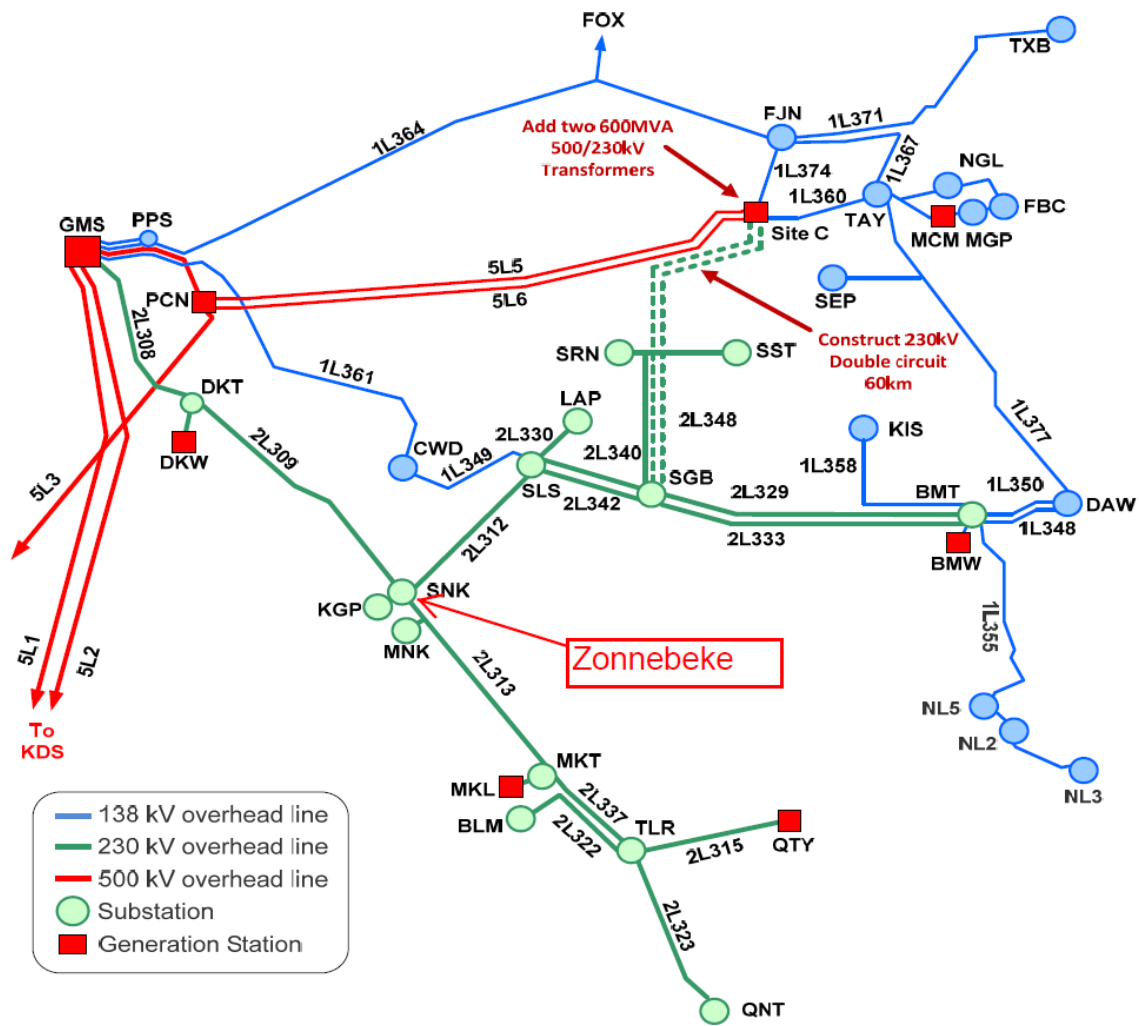 FOX
TXB
FJN
1L371
1L364
Add two 600MVA
500/230kV
Transformers
1L374
1L367
NGL
1L360
GMS
PPS
TAY
FBC
Site C
MCM
MGP
5L5
PCN
5L6
SEP
2L308
SRN
SST
Construct 230kV
Double circuit
60km
1L361
DKT
LAP
2L348
1L377
KIS
2L330
DKW
2L309
CWD
2L340
1L349
1L358
SGB
5L3
SLS
2L329
BMT
1L350
2L342
DAW
2L333
1L348
2L312
BMW
SNK
KGP
1L355
MNK
Zonnebeke
5L1
5L2
2L313
NL5
To
KDS
NL2
MKT
MKL
NL3
2L337
138 kV overhead line
BLM
TLR
2L322
230 kV overhead line
2L315
QTY
500 kV overhead line
Substation
2L323
Generation Station
QNT